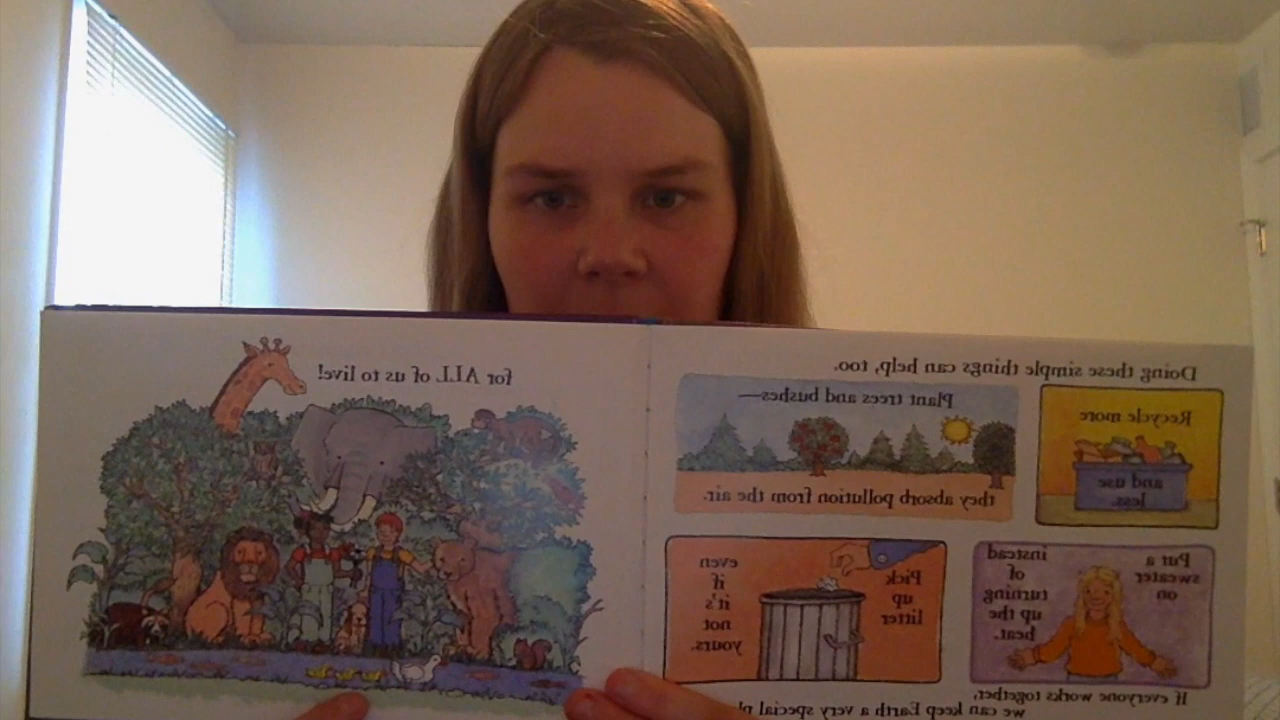 Doing these simple things can help, too.
Recycle more
and use
less.
Plant trees and bushes—
they absorb pollution from the air.
Put a
sweater
on
instead
of
turning
up the
heat.
Pick
up
litter
even
if
it's
not
yours.
If everyone works together,
we can keep Earth a very special
for ALL of us to live!